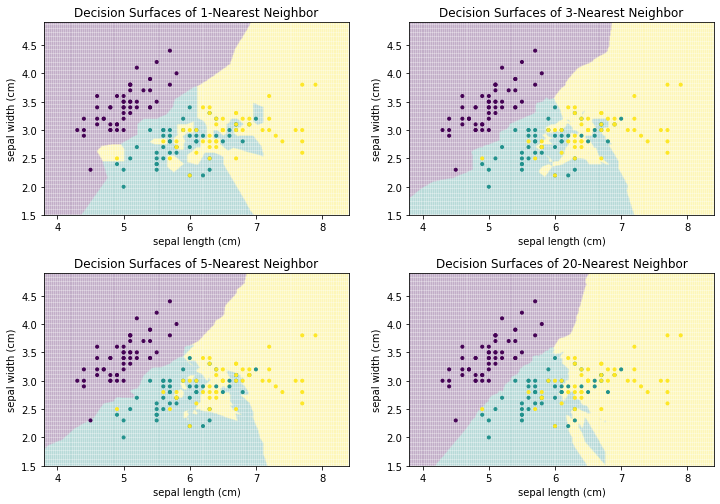 Decision Surfaces of 1-Nearest Neighbor
sepal width (cm)
4.5
4.0
3.5
3.0
2.5
2.0
1.5
4 5 6 7 8
sepal length (cm)
Decision Surfaces of 3-Nearest Neighbor
sepal width (cm)
4.5
4.0
3.5
3.0
2.5
2.0
1.5
4 5 6 7 8
sepal length (cm)
Decision Surfaces of 5-Nearest Neighbor
sepal width (cm)
4.5
4.0
3.5
3.0
2.5
2.0
1.5
4 5 6 7 8
sepal length (cm)
Decision Surfaces of 20-Nearest Neighbor
sepal width (cm)
4.5
4.0
3.5
3.0
2.5
2.0
1.5
4 5 6 7 8
sepal length (cm)